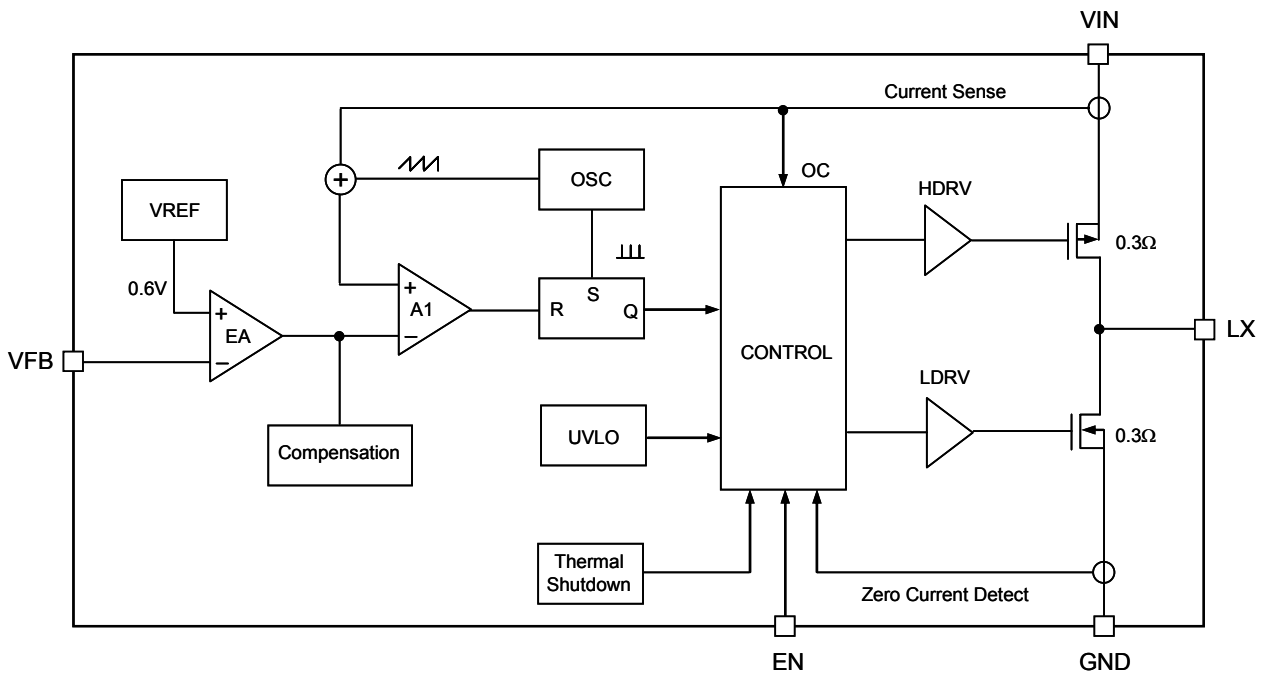 VIN
Current Sense
OC
OSC
HDRV
VREF
+
0.3Ω
0.6V
+
S
+
A1
R
Q
EA
LX
−
−
VFB
CONTROL
LDRV
UVLO
0.3Ω
Compensation
Thermal
Shutdown
Zero Current Detect
EN
GND